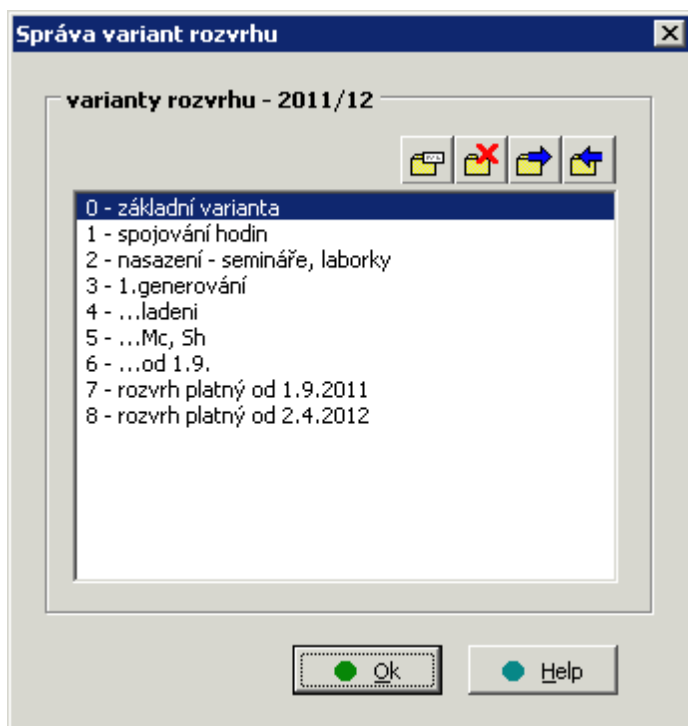 Správa variant rozvrhu
varianty rozvrhu - 2011/12
0 - základní varianta
1 - spojování hodin
2 - nasazení - semináře, laborky
3 - 1.generování
4 - ...ladeni
5 - ...Mc, Sh
6 - ...od 1.9.
7 - rozvrh platný od 1.9.2011
8 - rozvrh platný od 2.4.2012
Ok
Help